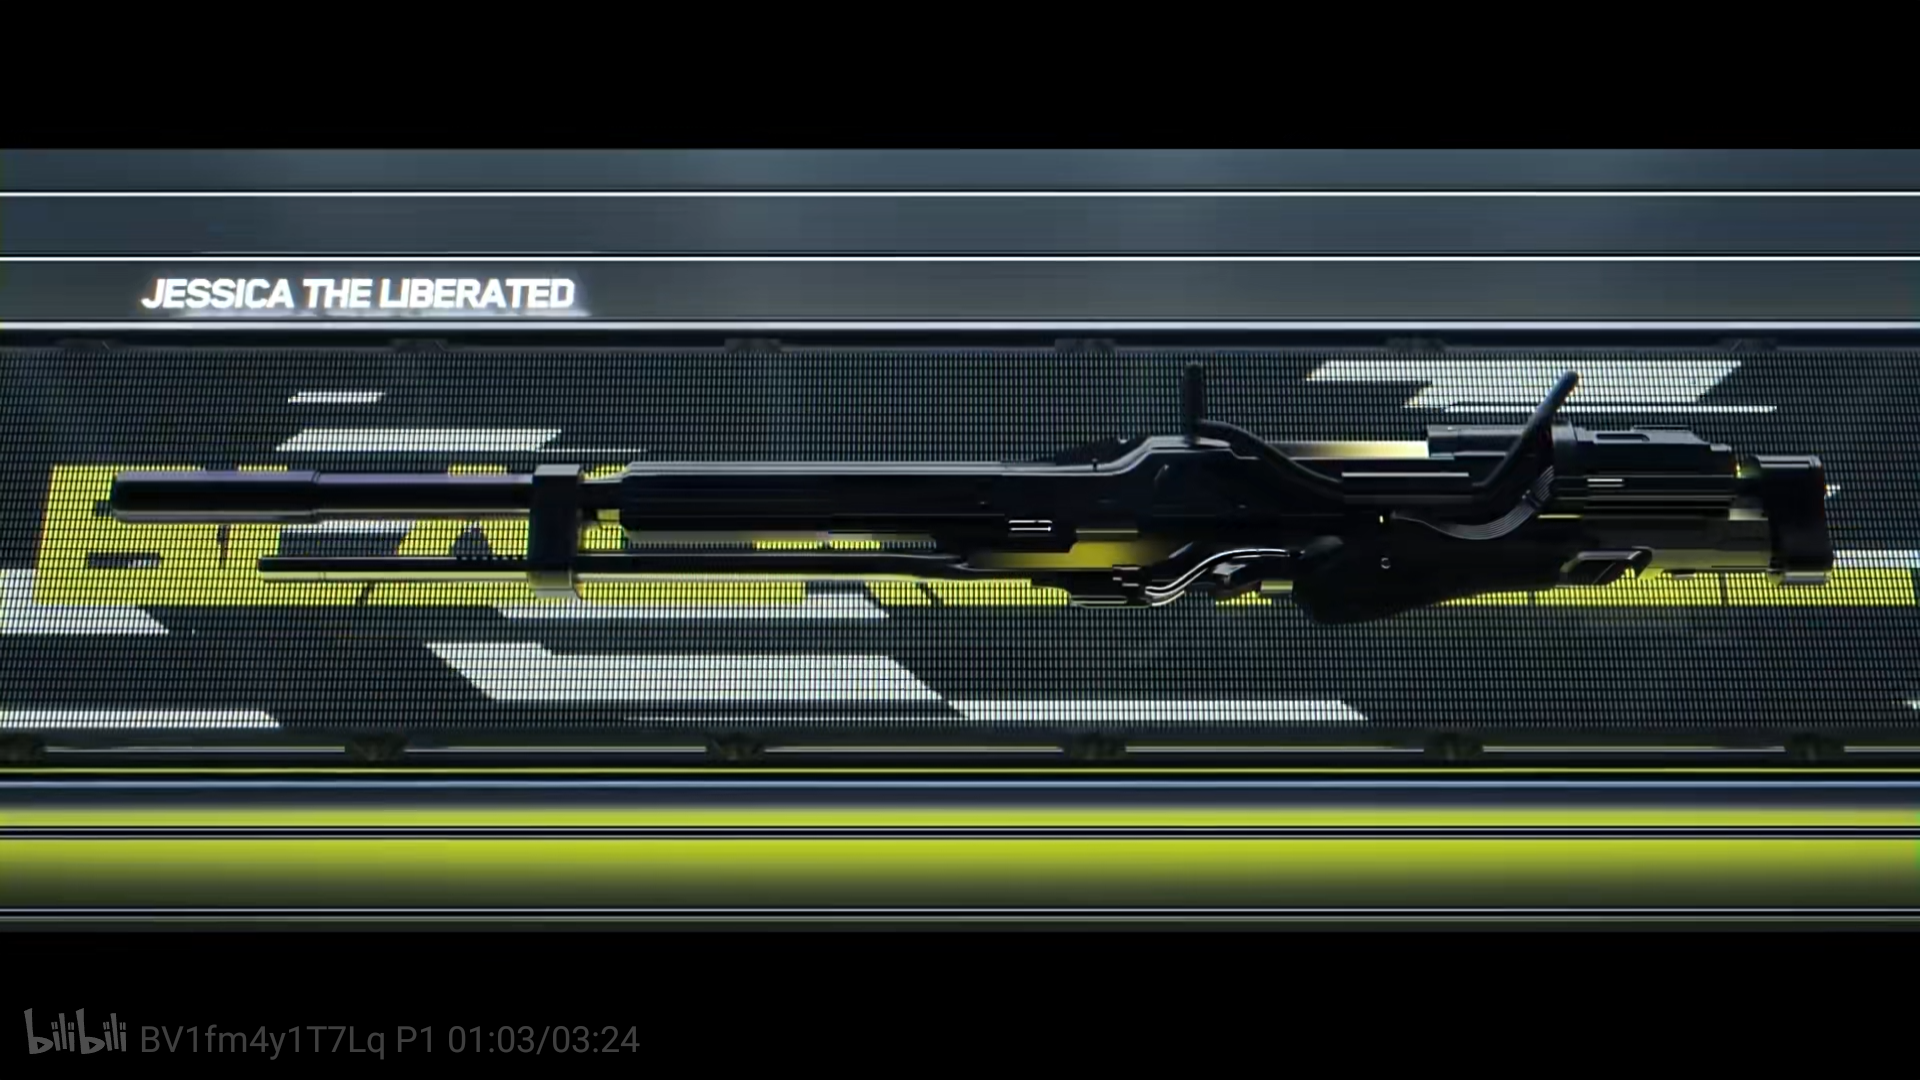 JESSICA THE LIBERATED
bilibili BV1fm4y1T7Lq P1 01:03/03:24